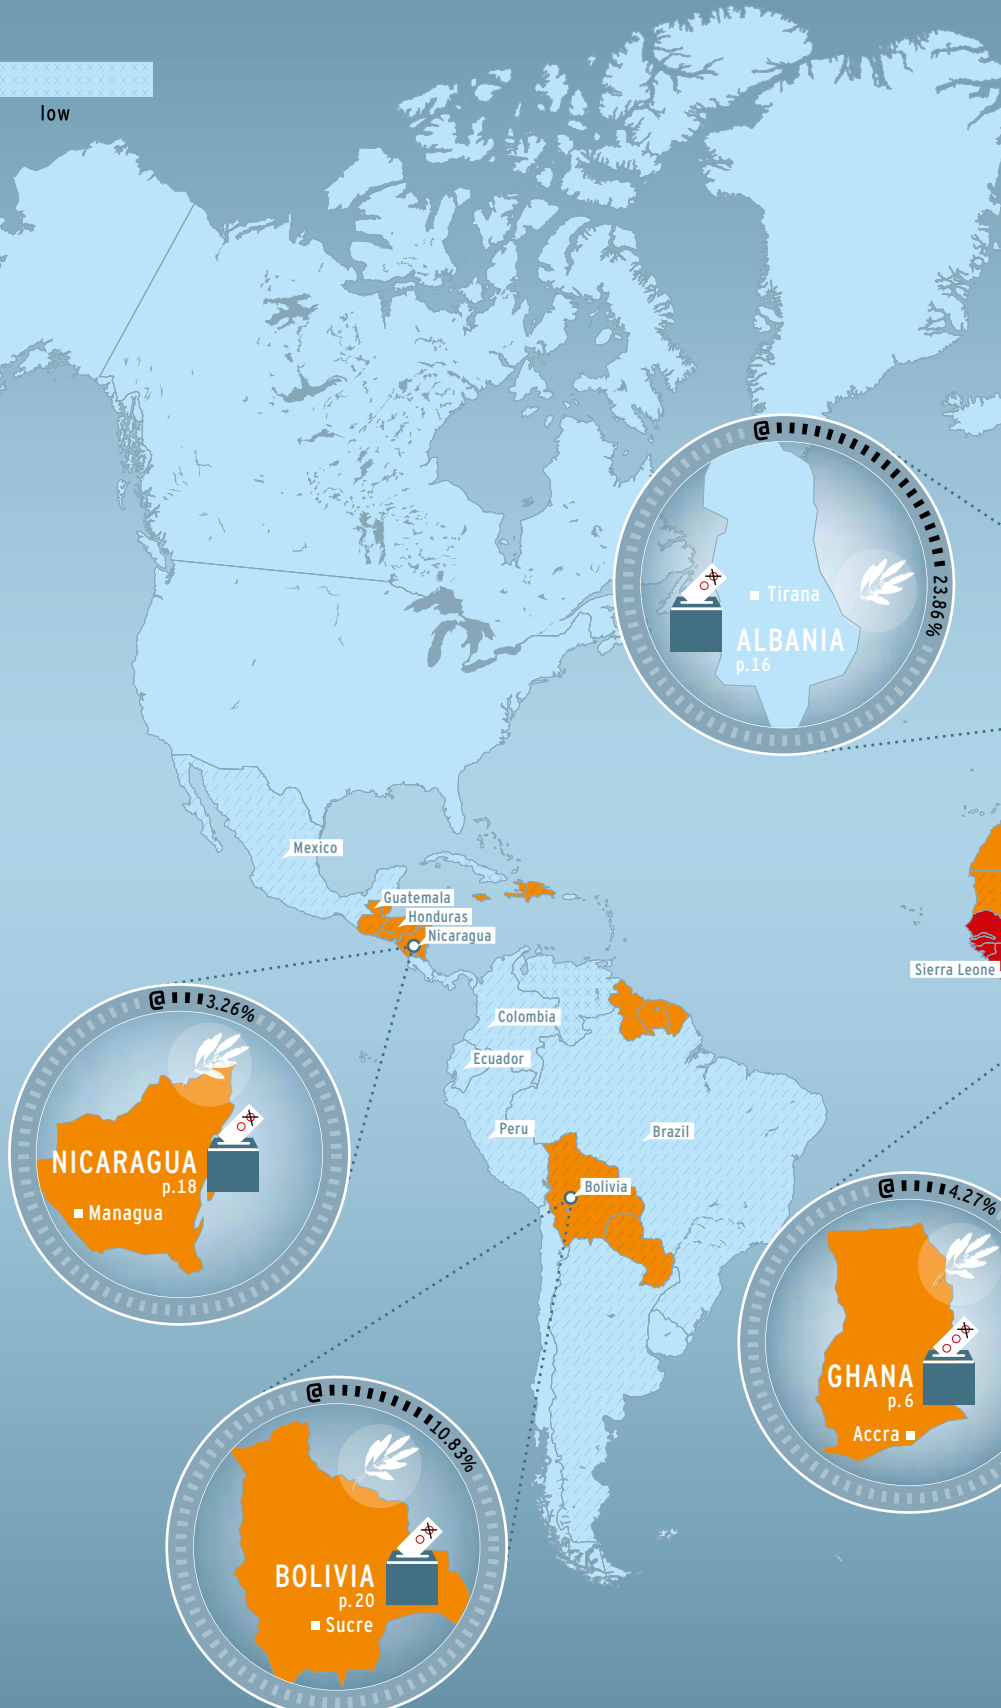 low
@ 23.86%
Tirana
ALBANIA
p.16
Mexico
Guatemala
Honduras
Nicaragua
Sierra Leone
@ 3.26%
Colombia
Ecuador
Peru
Brazil
NICARAGUA
p.18
Managua
Bolivia
@ 4.27%
GHANA
p.6
Accra
@ 10.83%
BOLIVIA
p.20
Sucre